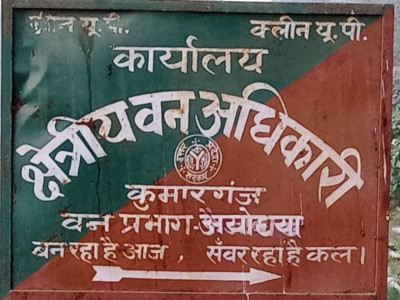 ग्रीन यू.पी. क्लीन यू.पी.
कार्यालय
क्षेत्रीय वन अधिकारी
कुमारगंज
वन प्रभाग-अयोध्या
बन रहा है आज , सँवर रहा है कल।